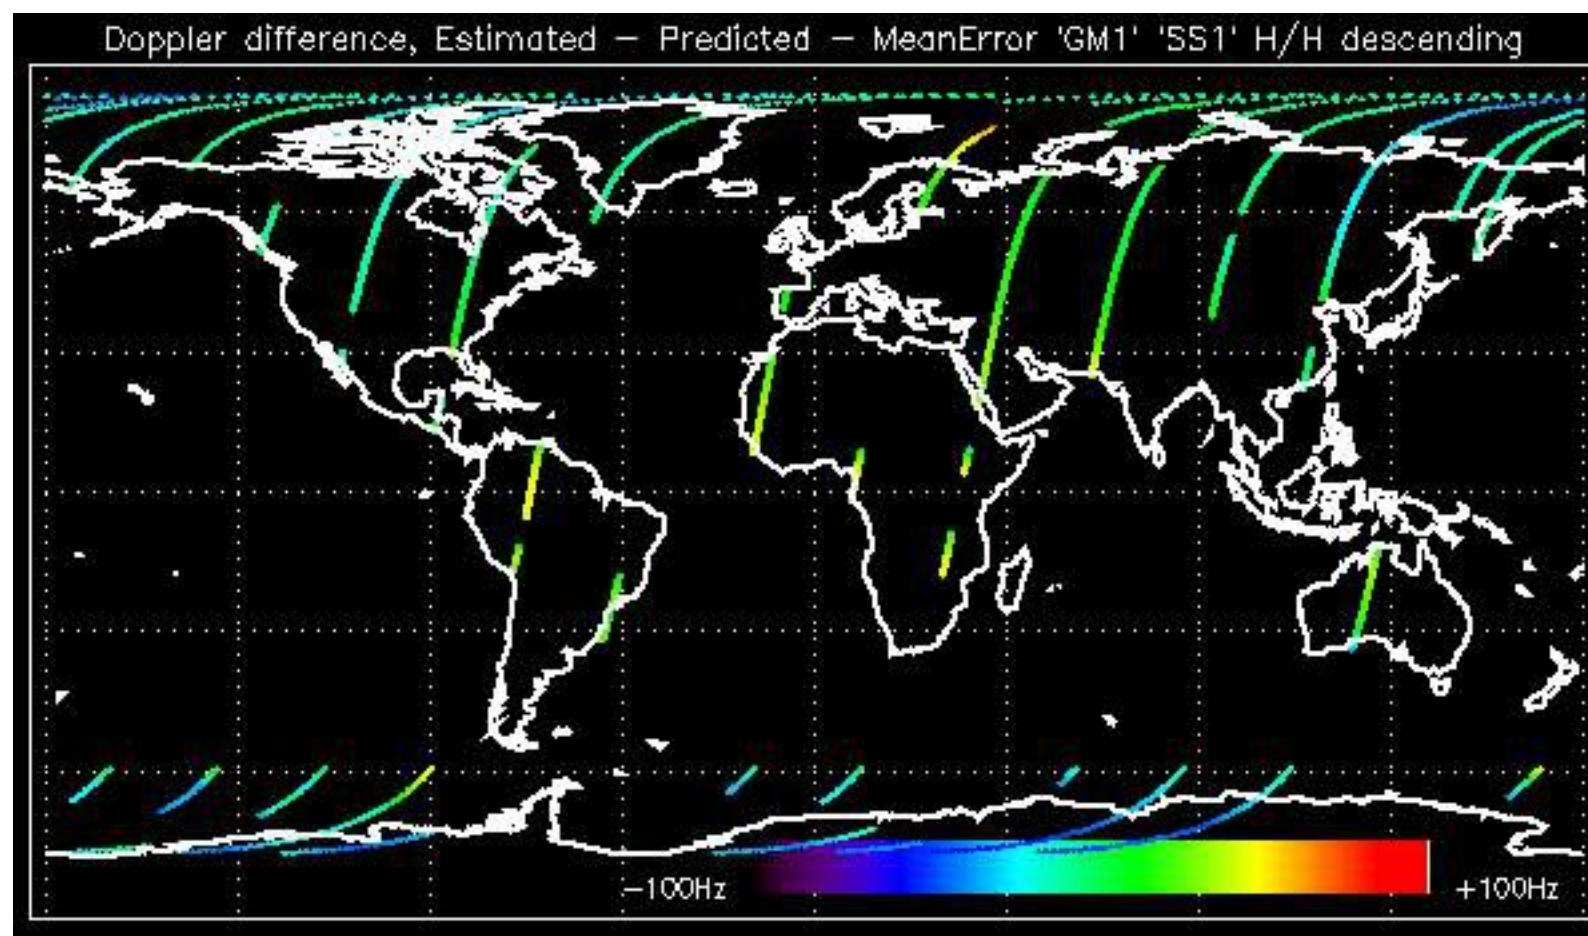 Doppler difference, Estimated – Predicted – MeanError 'GM1' 'SS1' H/H descending
–100Hz +100Hz